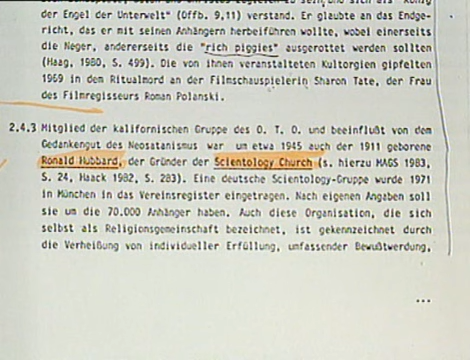 der Engel der Unterwelt" (Offb. 9,11) verstand. Er glaubte an das Endge-
richt, das er mit seinen Anhängern herbeiführen wollte, wobei einerseits
die Neger, andererseits die "rich piggies" ausgerottet werden sollten
(Haag, 1980, S. 499). Die von ihnen veranstalteten Kultorgien gipfelten
1969 in dem Ritualmord an der Filmschauspielerin Sharon Tate, der Frau
des Filmregisseurs Roman Polanski.
2.4.3 Mitglied der kalifornischen Gruppe des O. T. O. und beeinflußt von dem
Gedankengut des Neosatanismus war um etwa 1945 auch der 1911 geborene
Ronald Hubbard, der Gründer der Scientology Church (s. hierzu MAGS 1983,
S. 24, Haack 1982, S. 283). Eine deutsche Scientology-Gruppe wurde 1971
in München in das Vereinsregister eingetragen. Nach eigenen Angaben soll
sie um die 70.000 Anhänger haben. Auch diese Organisation, die sich
selbst als Religionsgemeinschaft bezeichnet, ist gekennzeichnet durch
die Verheißung von individueller Erfüllung, umfassender Bewußtwerdung,
...